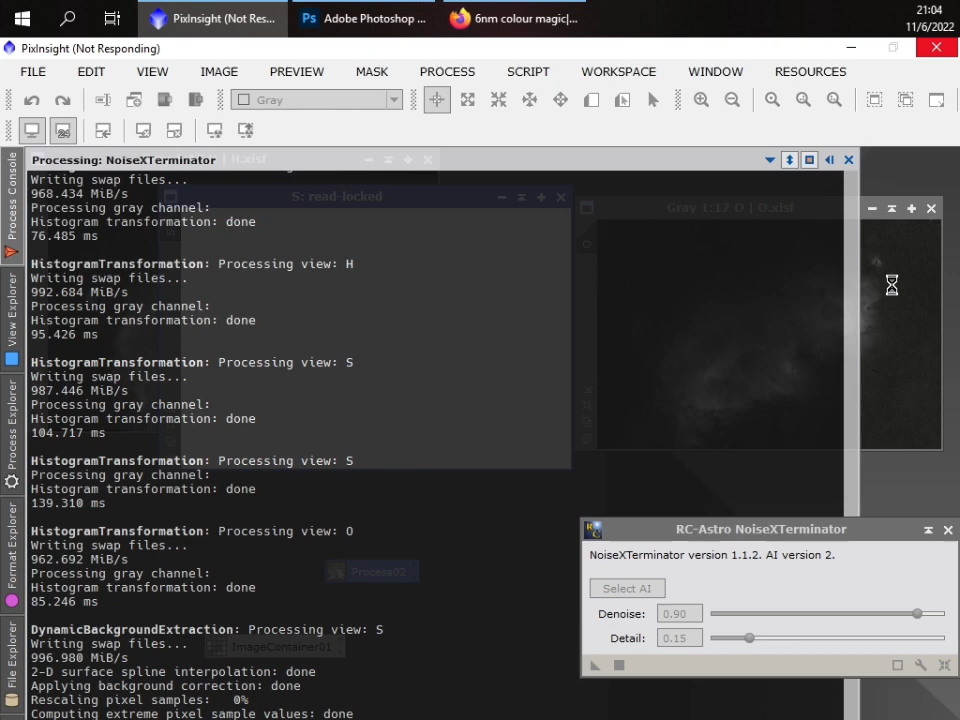 PixInsight (Not Res...
Ps
Adobe Photoshop ...
6nm colour magic|...
21:04
11/6/2022
PixInsight (Not Responding)
FILE EDIT VIEW IMAGE PREVIEW MASK PROCESS SCRIPT WORKSPACE WINDOW RESOURCES
Gray
Process Console
View Explorer
Process Explorer
Format Explorer
File Explorer
Processing: NoiseXTerminator
Writing swap files...
968.434 MiB/s
Processing gray channel:
Histogram transformation: done
76.485 ms
HistogramTransformation: Processing view: H
Writing swap files...
992.684 MiB/s
Processing gray channel:
Histogram transformation: done
95.426 ms
HistogramTransformation: Processing view: S
Writing swap files...
987.446 MiB/s
Processing gray channel:
Histogram transformation: done
104.717 ms
HistogramTransformation: Processing view: S
Processing gray channel:
Histogram transformation: done
139.310 ms
HistogramTransformation: Processing view: O
Writing swap files...
962.692 MiB/s
Processing gray channel:
Histogram transformation: done
85.246 ms
DynamicBackgroundExtraction: Processing view: S
Writing swap files...
996.980 MiB/s
2-D surface spline interpolation: done
Applying background correction: done
Rescaling pixel samples: 0%
Computing extreme pixel sample values: done
H.xisf
S: read-locked
Gray 1:17 O | O.xisf
Process02
ImageContainer01
RC-Astro NoiseXTerminator
NoiseXTerminator version 1.1.2. AI version 2.
Select AI
Denoise: 0.90
Detail: 0.15